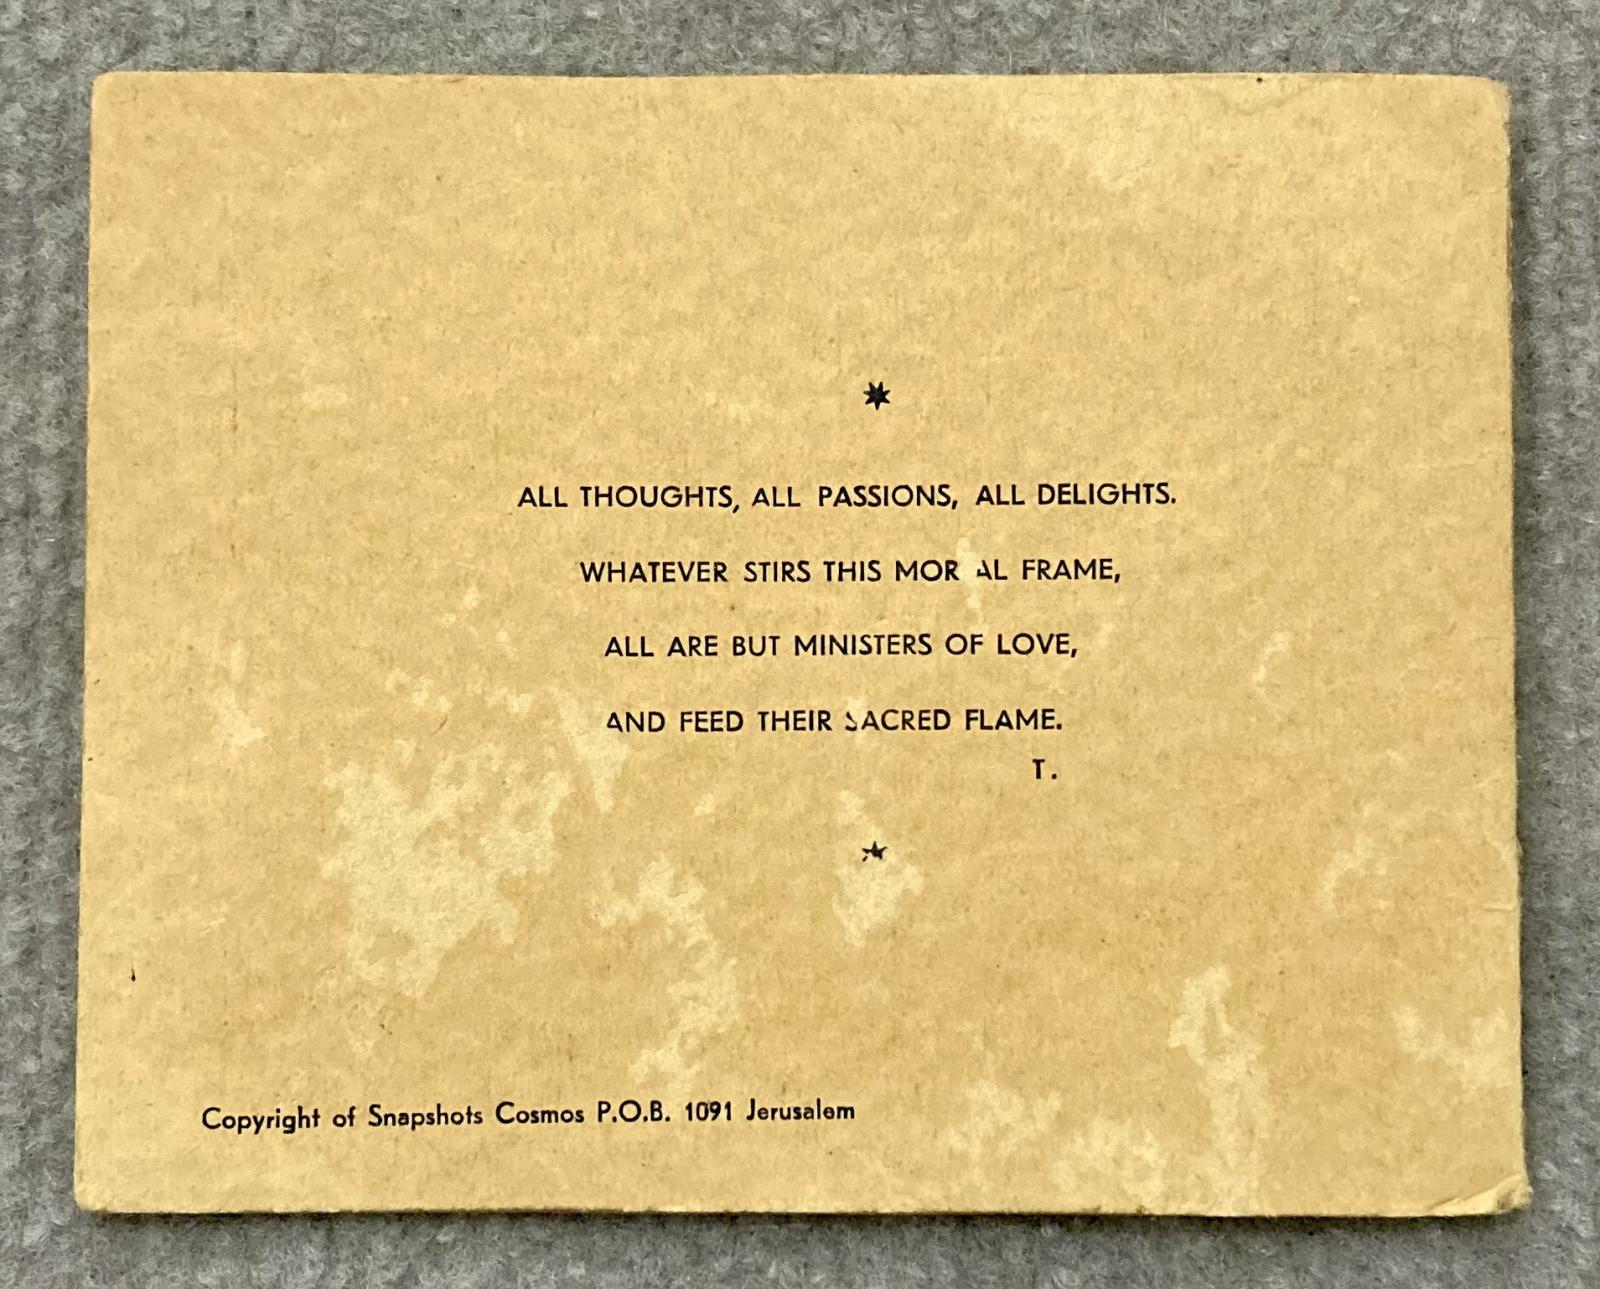 ALL THOUGHTS, ALL PASSIONS, ALL DELIGHTS.
WHATEVER STIRS THIS MOR AL FRAME,
ALL ARE BUT MINISTERS OF LOVE,
AND FEED THEIR SACRED FLAME.
T.
Copyright of Snapshots Cosmos P.O.B. 1091 Jerusalem